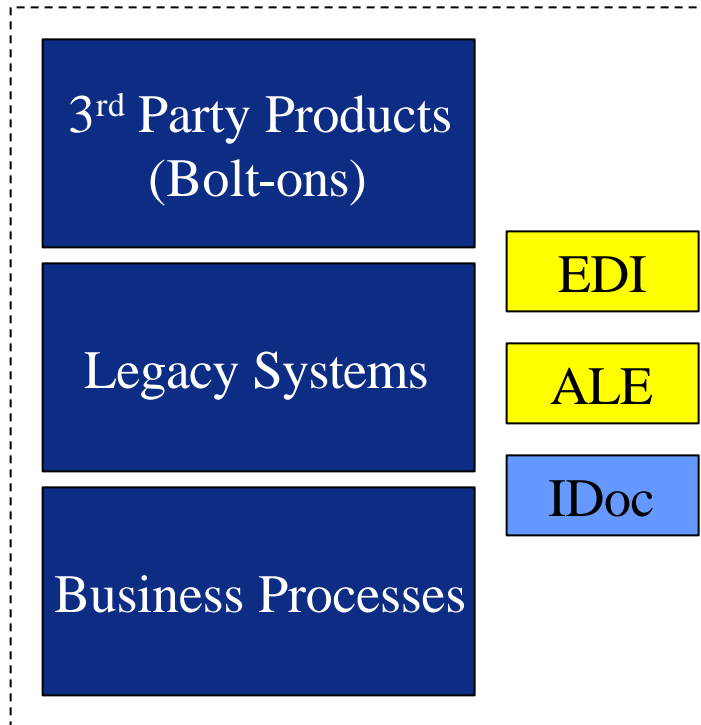 3rd Party Products
(Bolt-ons)
EDI
Legacy Systems
ALE
IDoc
Business Processes